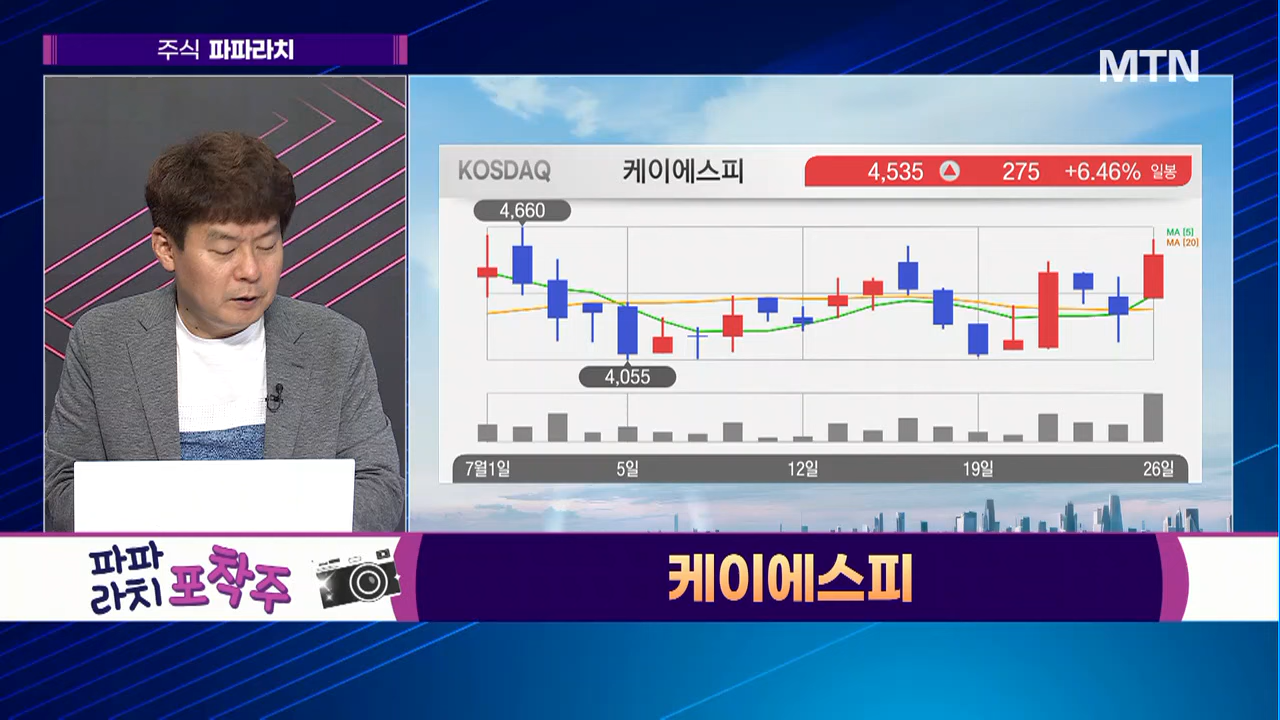 주식 파파라치
MTN
KOSDAQ 케이에스피 4,535 275 +6.46% 일봉
4,660
MA [5]
MA [20]
4,055
7월1일 5일 12일 19일 26일
파파
라치 포착주
케이에스피